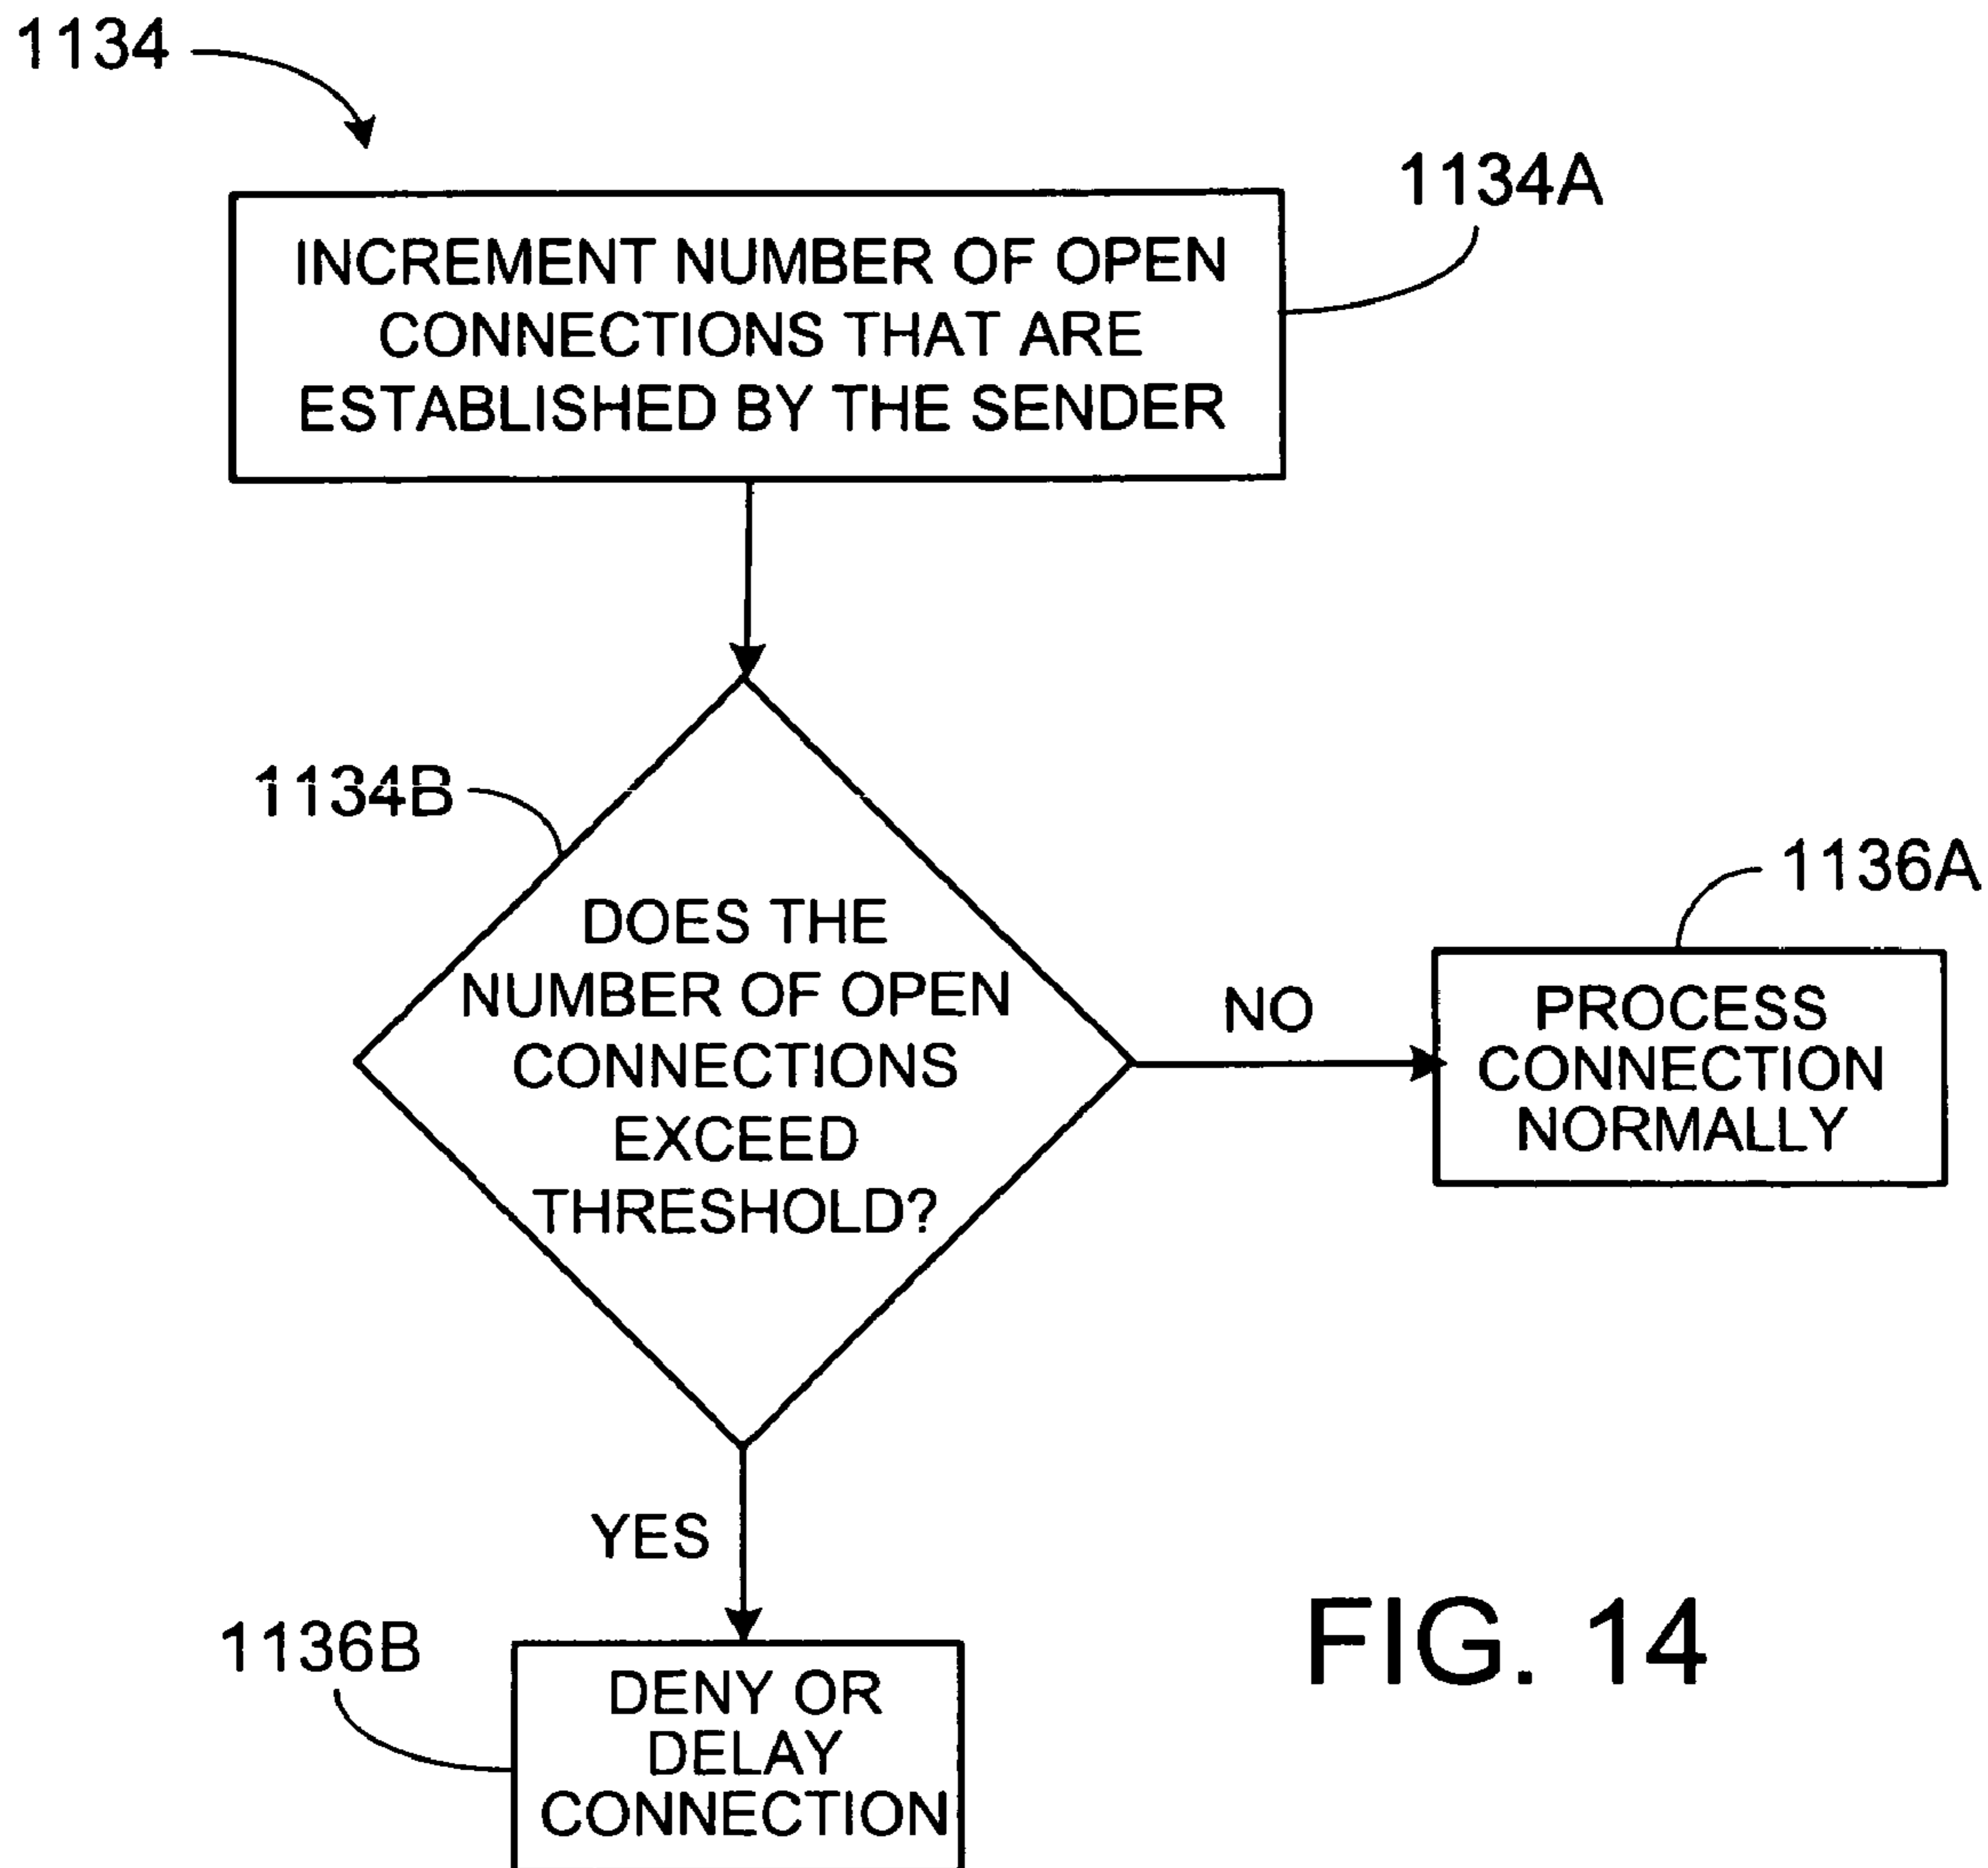 1134
1134A
INCREMENT NUMBER OF OPEN
CONNECTIONS THAT ARE
ESTABLISHED BY THE SENDER
1134B
DOES THE
NUMBER OF OPEN
CONNECTIONS
EXCEED
THRESHOLD?
NO
1136A
PROCESS
CONNECTION
NORMALLY
YES
1136B
DENY OR
DELAY
CONNECTION
FIG. 14